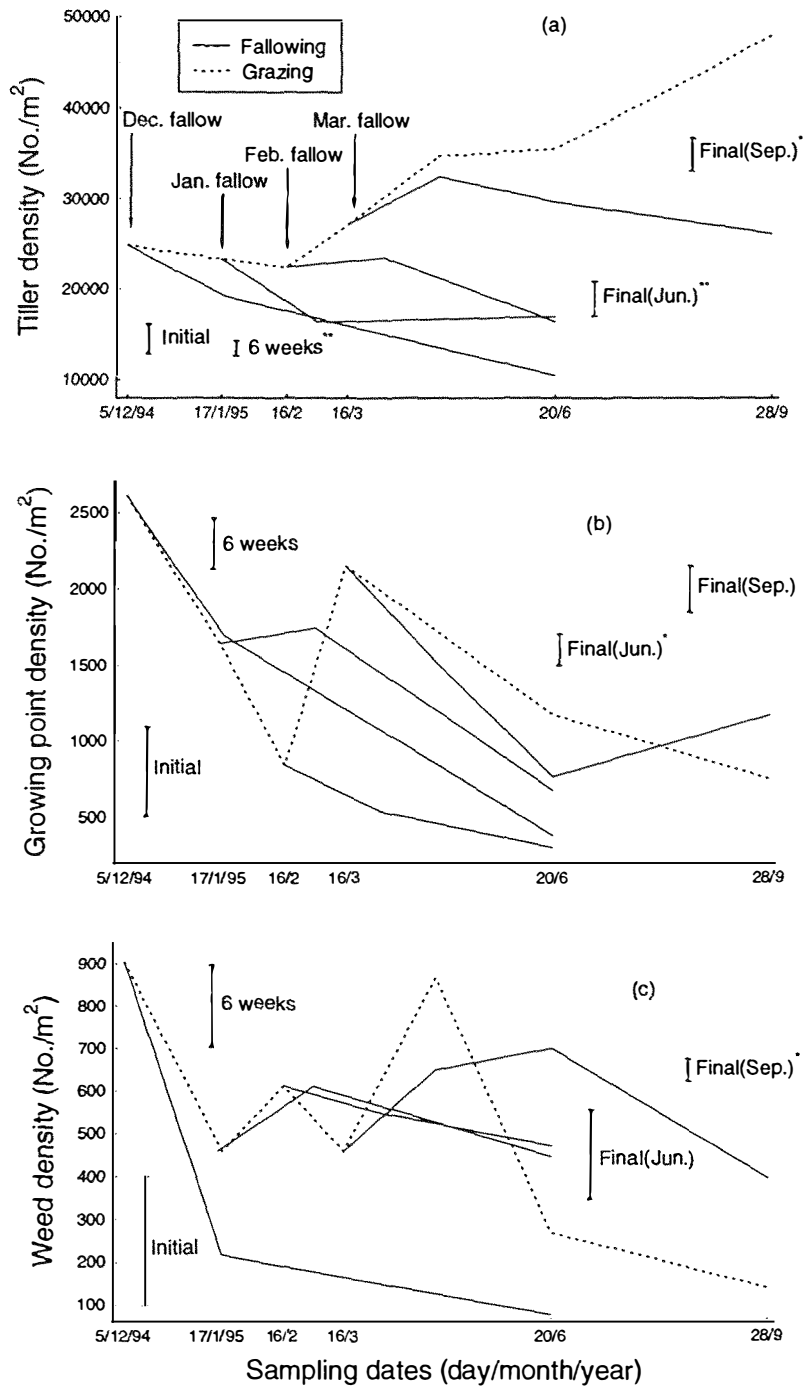 (a)
50000
40000
30000
20000
10000
Tiller density (No./m²)
Fallowing
Grazing
Dec. fallow
Jan. fallow
Feb. fallow
Mar. fallow
Final(Sep.)*
Final(Jun.)**
Initial
6 weeks**
5/12/94 17/1/95 16/2 16/3 20/6 28/9
(b)
2500
2000
1500
1000
500
Growing point density (No./m²)
6 weeks
Final(Sep.)
Final(Jun.)*
Initial
5/12/94 17/1/95 16/2 16/3 20/6 28/9
(c)
900
800
700
600
500
400
300
200
100
Weed density (No./m²)
6 weeks
Final(Sep.)*
Final(Jun.)
Initial
5/12/94 17/1/95 16/2 16/3 20/6 28/9
Sampling dates (day/month/year)